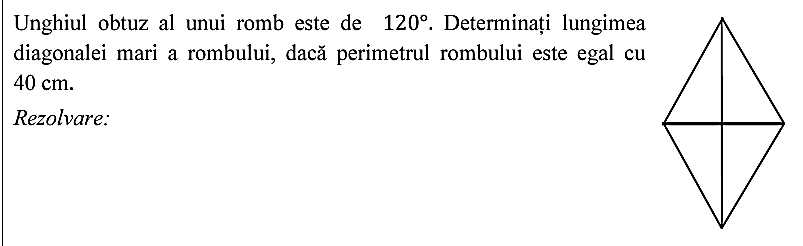 Unghiul obtuz al unui romb este de 120°. Determinați lungimea
diagonalei mari a rombului, dacă perimetrul rombului este egal cu
40 cm.
Rezolvare: